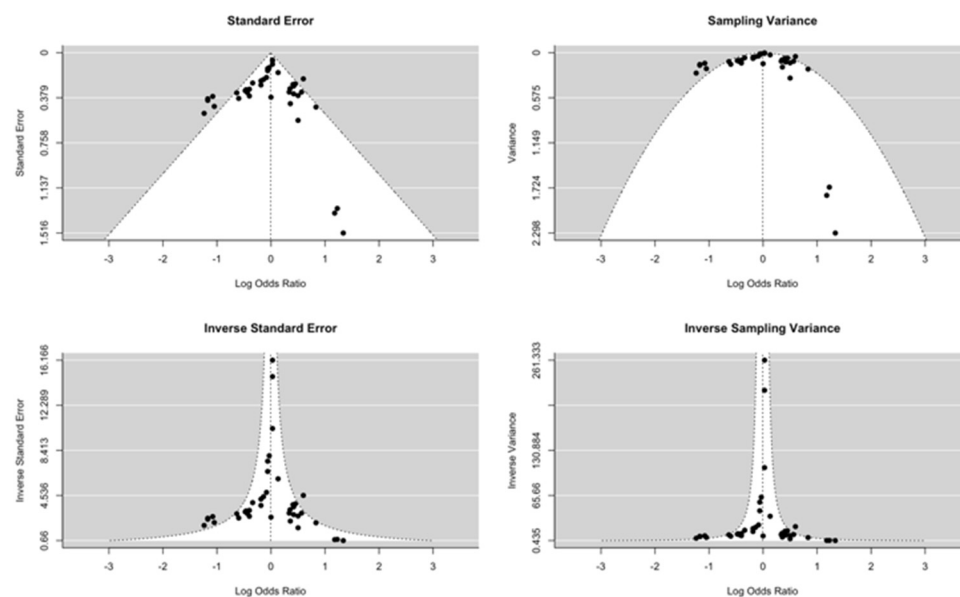 Standard Error
Standard Error
0
0.379
0.758
1.137
1.516
-3 -2 -1 0 1 2 3
Log Odds Ratio
Sampling Variance
Variance
0
0.575
1.149
1.724
2.298
-3 -2 -1 0 1 2 3
Log Odds Ratio
Inverse Standard Error
Inverse Standard Error
16.166
12.289
8.413
4.536
0.66
-3 -2 -1 0 1 2 3
Log Odds Ratio
Inverse Sampling Variance
Inverse Variance
261.333
130.884
65.66
0.435
-3 -2 -1 0 1 2 3
Log Odds Ratio